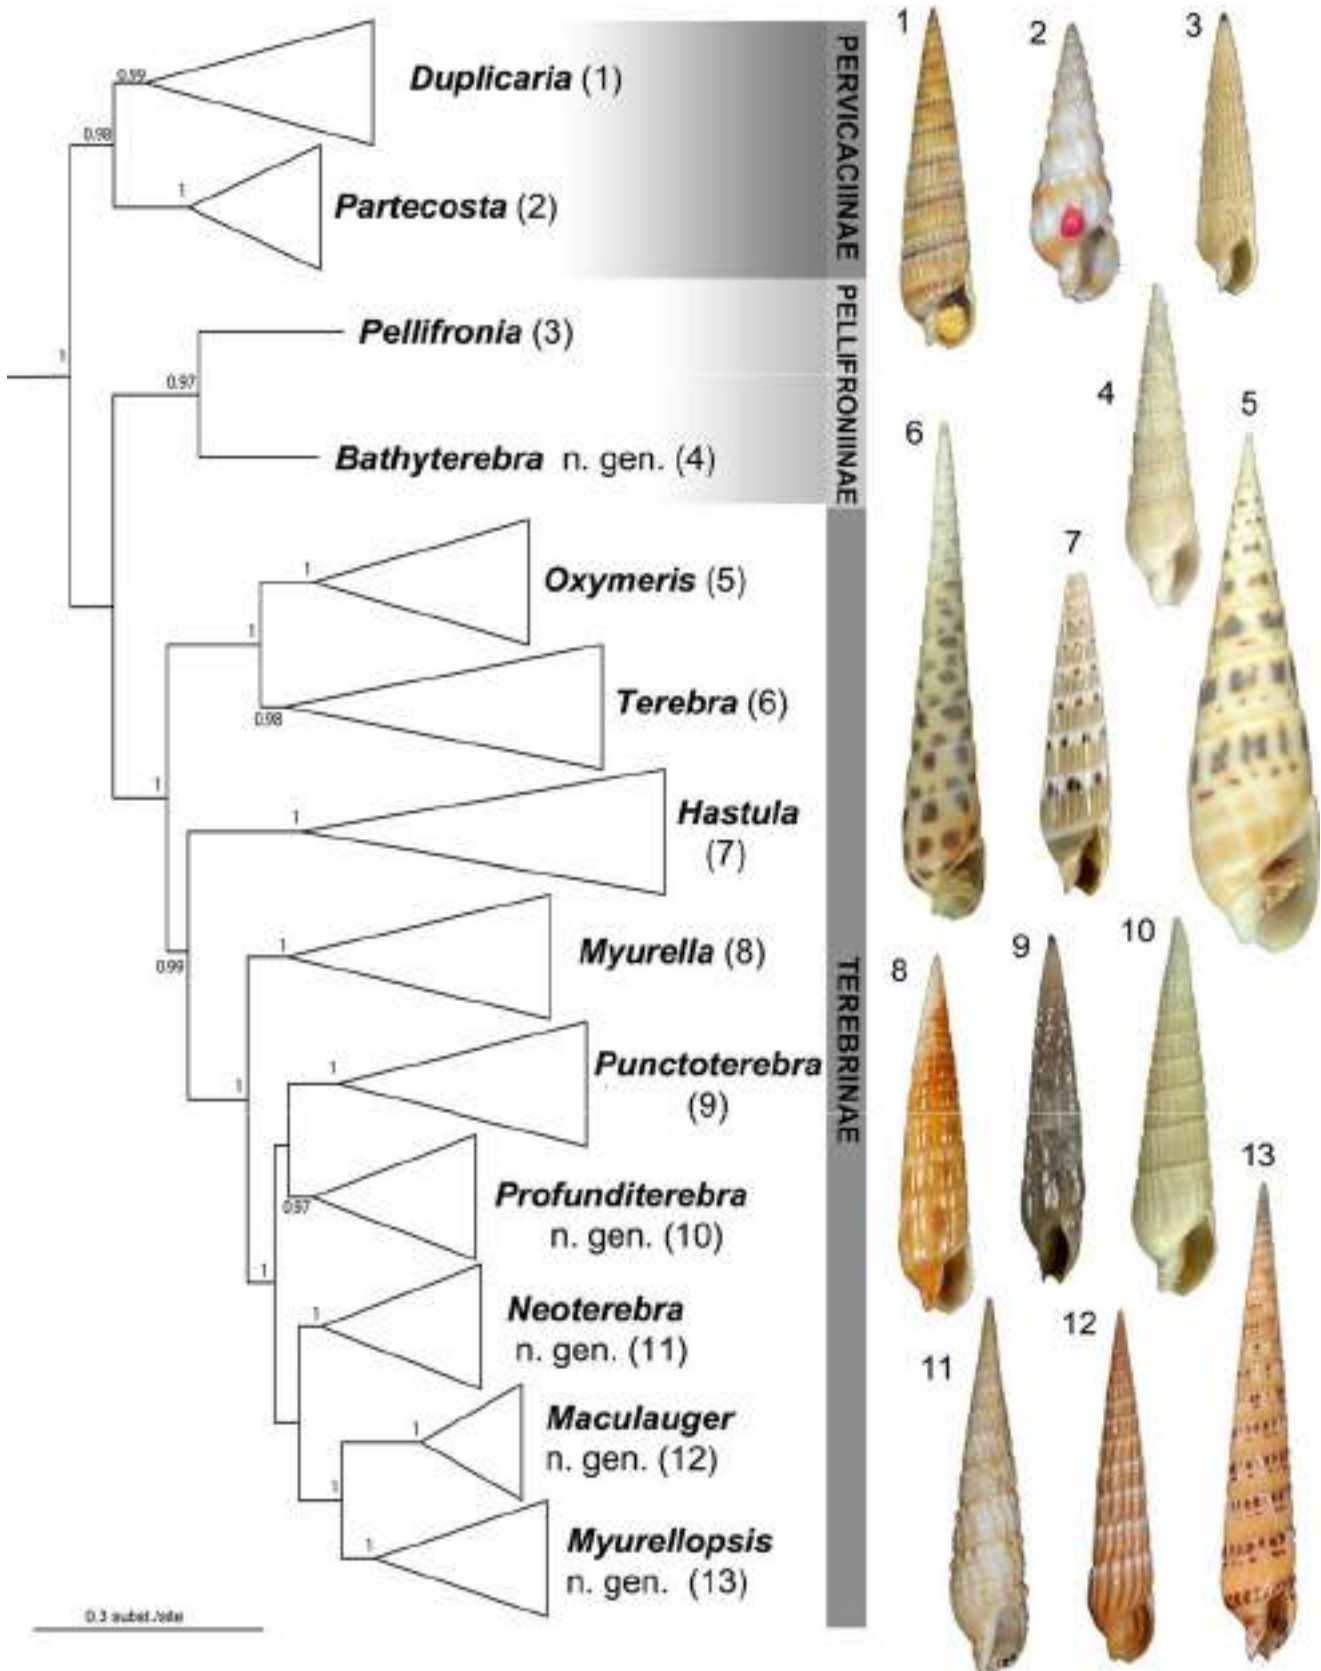 0.99
Duplicaria (1)
0.98
1
Partecosta (2)
PERVICACIINAE
Pellifronia (3)
1
0.97
Bathyterebra n. gen. (4)
PELLIFRONIINAE
1
Oxymeris (5)
1
Terebra (6)
0.98
1
1
Hastula
(7)
1
Myurella (8)
0.99
TEREBRINAE
1
Punctoterebra
(9)
1
Profunditerebra
n. gen. (10)
0.97
1
1
Neoterebra
n. gen. (11)
1
Maculauger
n. gen. (12)
1
Myurellopsis
n. gen. (13)
0.3 subst./site
1
2
3
4
5
6
7
8
9
10
11
12
13